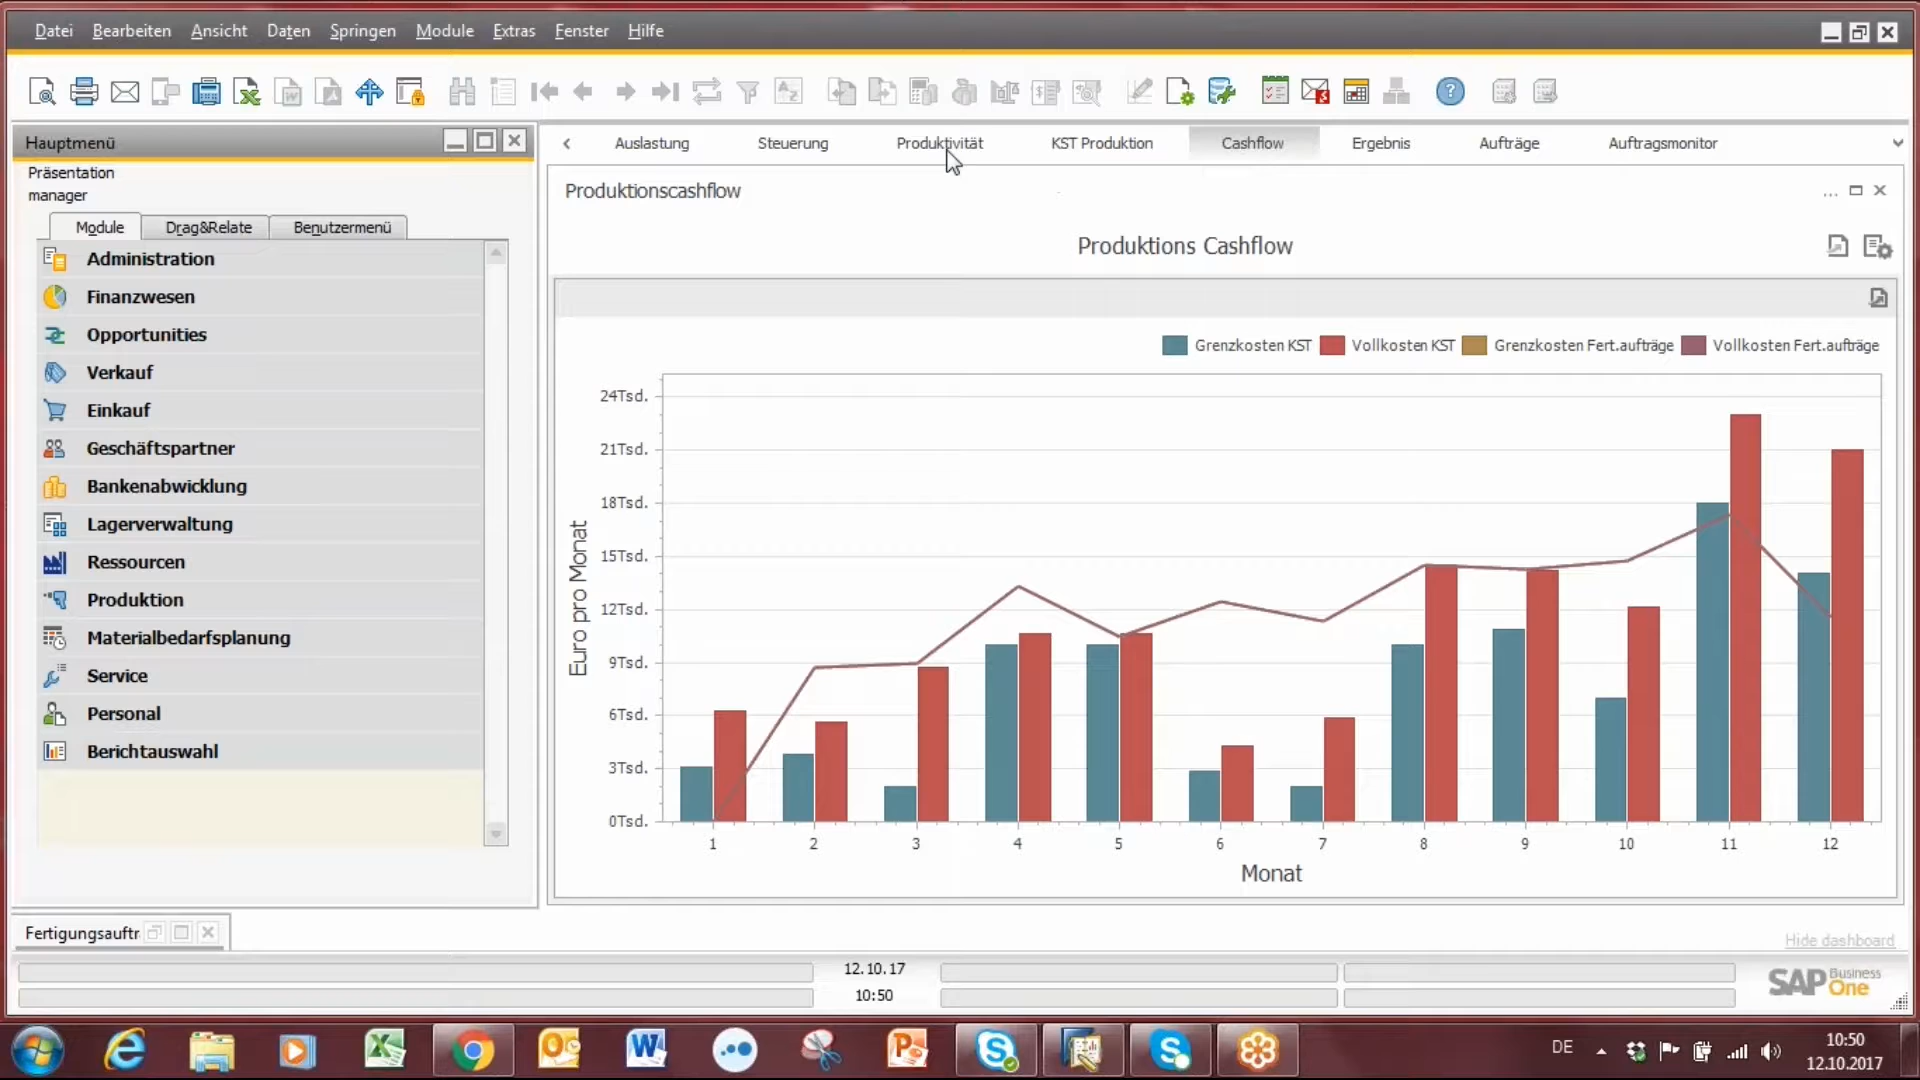 Datei Bearbeiten Ansicht Daten Springen Module Extras Fenster Hilfe
Hauptmenü
Präsentation
manager
Module Drag&Relate Benutzermenü
Administration
Finanzwesen
Opportunities
Verkauf
Einkauf
Geschäftspartner
Bankenabwicklung
Lagerverwaltung
Ressourcen
Produktion
Materialbedarfsplanung
Service
Personal
Berichtauswahl
Auslastung Steuerung Produktivität KST Produktion Cashflow Ergebnis Aufträge Auftragsmonitor
Produktionscashflow
...
Produktions Cashflow
Grenzkosten KST Vollkosten KST Grenzkosten Fert.aufträge Vollkosten Fert.aufträge
Euro pro Monat
24Tsd.
21Tsd.
18Tsd.
15Tsd.
12Tsd.
9Tsd.
6Tsd.
3Tsd.
0Tsd.
1 2 3 4 5 6 7 8 9 10 11 12
Monat
Fertigungsauftr
Hide dashboard
12.10.17
10:50
SAP Business One
DE
10:50
12.10.2017